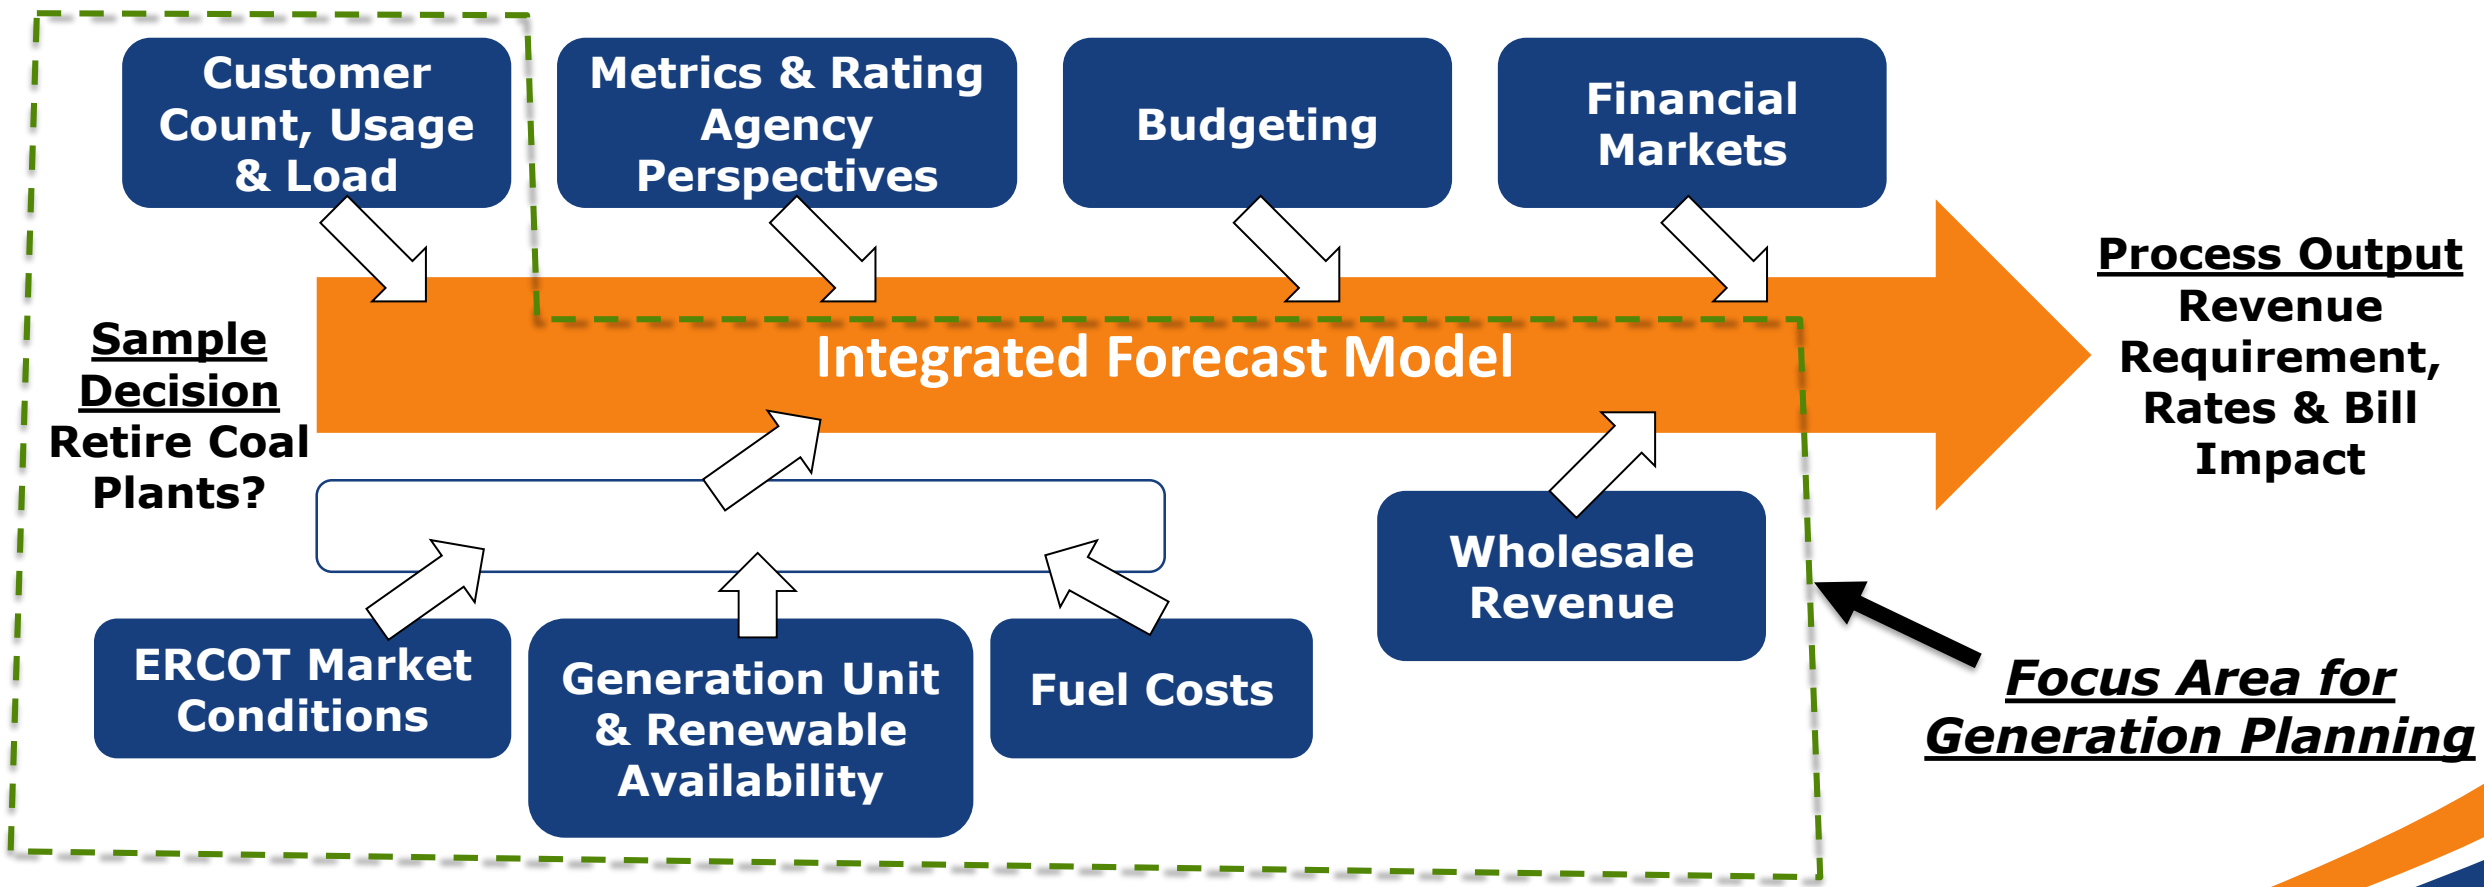 Customer
Count, Usage
& Load
Metrics & Rating
Agency
Perspectives
Budgeting
Financial
Markets
Sample
Decision
Retire Coal
Plants?
Integrated Forecast Model
Process Output
Revenue
Requirement,
Rates & Bill
Impact
ERCOT Market
Conditions
Generation Unit
& Renewable
Availability
Fuel Costs
Wholesale
Revenue
Focus Area for
Generation Planning